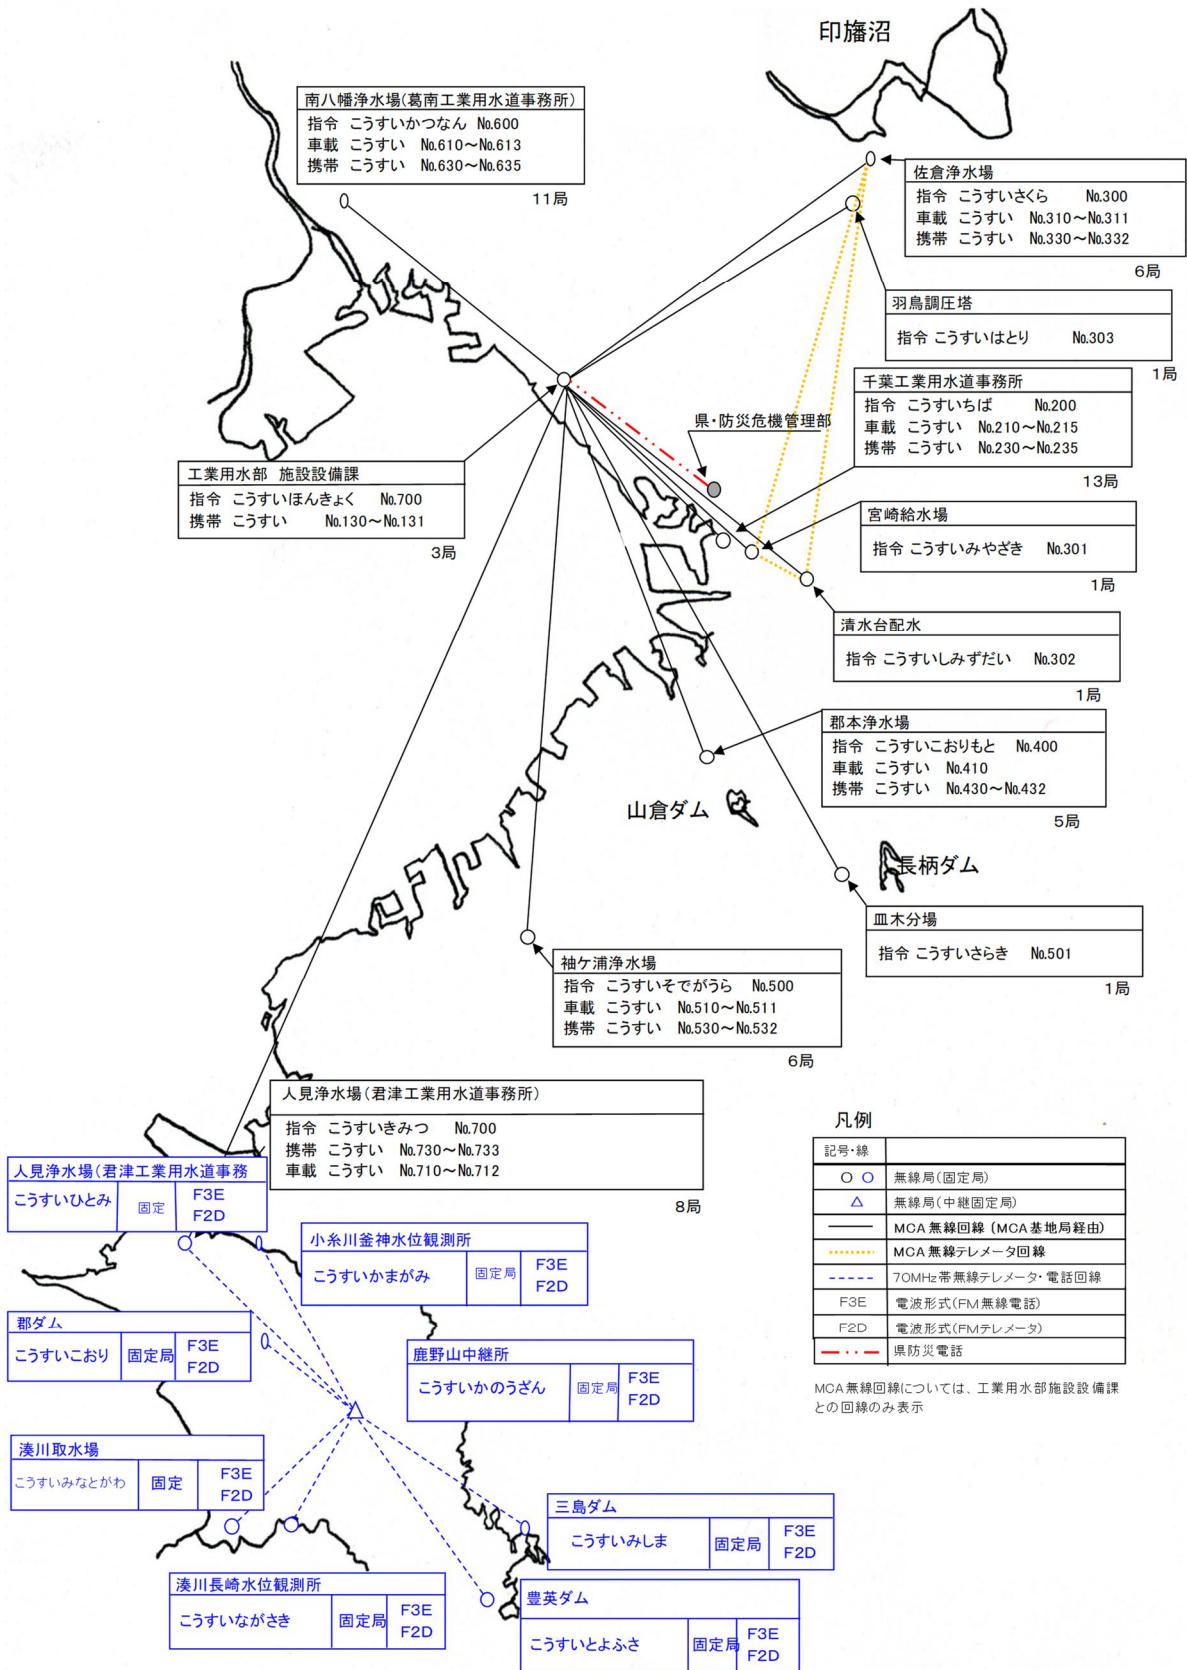 印旛沼
南八幡浄水場(葛南工業用水道事務所)
指令 こうすいかつなん №600
車載 こうすい №610～№613
携帯 こうすい №630～№635
11局
佐倉浄水場
指令 こうすいさくら №300
車載 こうすい №310～№311
携帯 こうすい №330～№332
6局
羽鳥調圧塔
指令 こうすいはとり №303
1局
千葉工業用水道事務所
指令 こうすいちば №200
車載 こうすい №210～№215
携帯 こうすい №230～№235
13局
県・防災危機管理部
工業用水部 施設設備課
指令 こうすいほんきょく №700
携帯 こうすい №130～№131
3局
宮崎給水場
指令 こうすいみやざき №301
1局
清水台配水
指令 こうすいしみずだい №302
1局
郡本浄水場
指令 こうすいこおりもと №400
車載 こうすい №410
携帯 こうすい №430～№432
5局
山倉ダム
長柄ダム
皿木分場
指令 こうすいさらき №501
1局
袖ケ浦浄水場
指令 こうすいそでがうら №500
車載 こうすい №510～№511
携帯 こうすい №530～№532
6局
人見浄水場(君津工業用水道事務所)
指令 こうすいきみつ №700
携帯 こうすい №730～№733
車載 こうすい №710～№712
8局
人見浄水場(君津工業用水道事務
こうすいひとみ 固定 F3E
F2D
小糸川釜神水位観測所
こうすいかまがみ 固定局 F3E
F2D
郡ダム
こうすいこおり 固定局 F3E
F2D
鹿野山中継所
こうすいかのうざん 固定局 F3E
F2D
湊川取水場
こうすいみなとがわ 固定 F3E
F2D
三島ダム
こうすいみしま 固定局 F3E
F2D
湊川長崎水位観測所
こうすいながさき 固定局 F3E
F2D
豊英ダム
こうすいとよふさ 固定局 F3E
F2D
凡例
記号・線
無線局(固定局)
無線局(中継固定局)
MCA無線回線(MCA基地局経由)
MCA無線テレメータ回線
70MHz帯無線テレメータ・電話回線
F3E 電波形式(FM無線電話)
F2D 電波形式(FMテレメータ)
県防災電話
MCA無線回線については、工業用水部施設設備課
との回線のみ表示